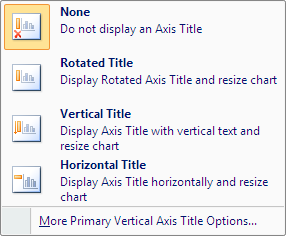 None
Do not display an Axis Title
Rotated Title
Display Rotated Axis Title and resize chart
Vertical Title
Display Axis Title with vertical text and
resize chart
Horizontal Title
Display Axis Title horizontally and resize
chart
More Primary Vertical Axis Title Options...